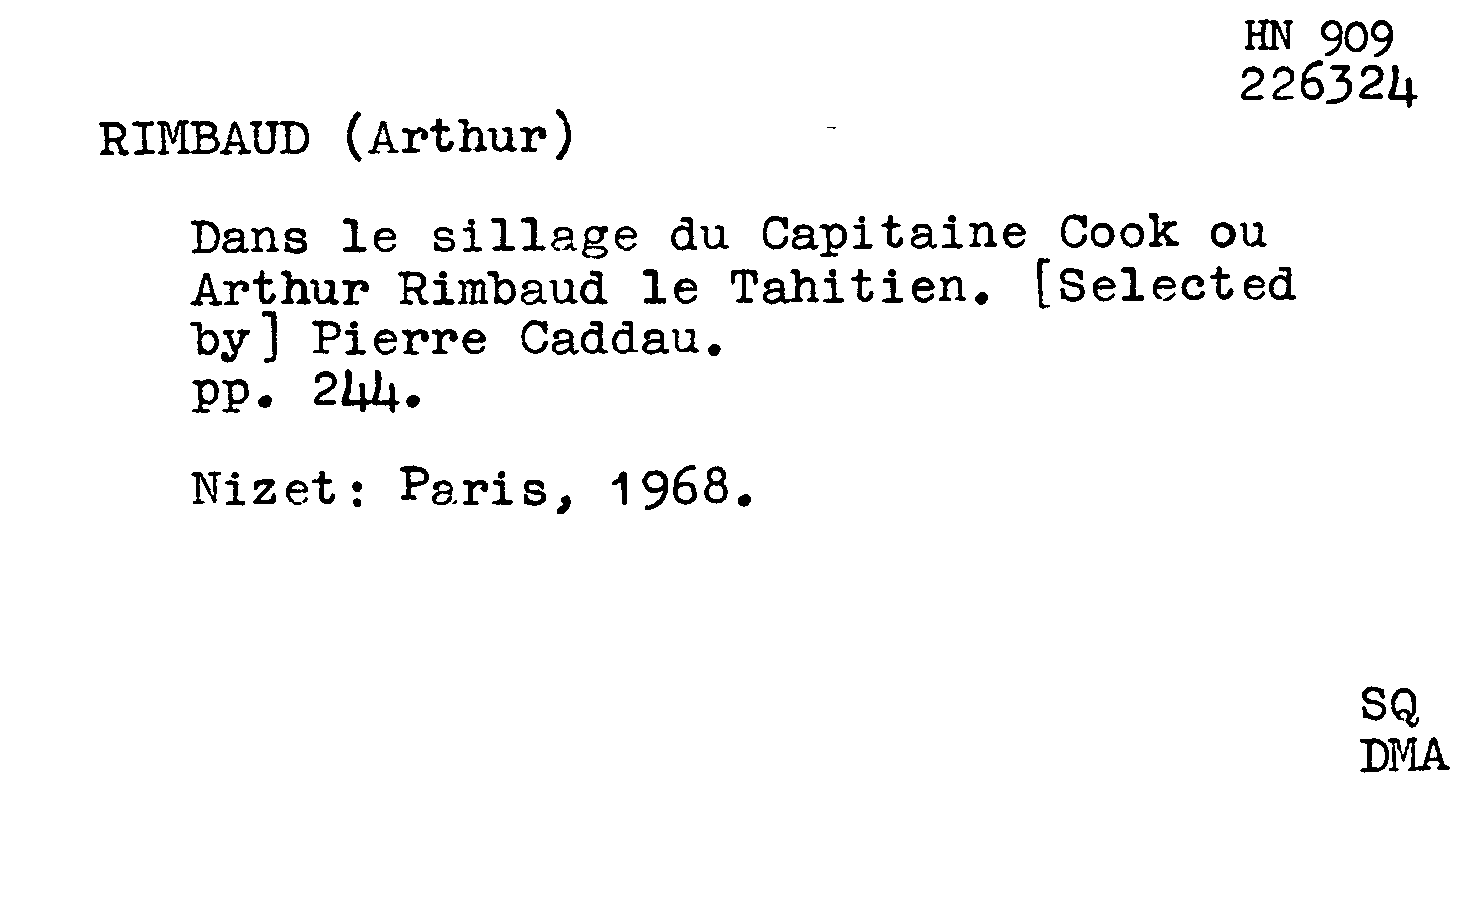 HN 909
226324
RIMBAUD (Arthur)
Dans le sillage du Capitaine Cook ou
Arthur Rimbaud le Tahitien. [Selected
by] Pierre Caddau.
pp. 244.
Nizet: Paris, 1968.
SQ
DMA